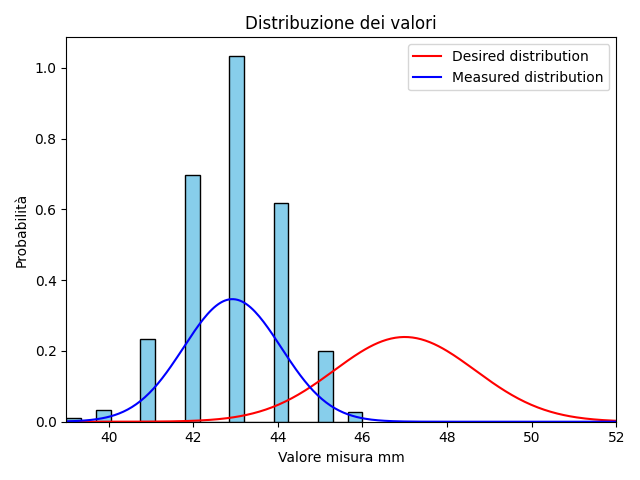 Distribuzione dei valori
Desired distribution
Measured distribution
Probabilità
1.0
0.8
0.6
0.4
0.2
0.0
40 42 44 46 48 50 52
Valore misura mm